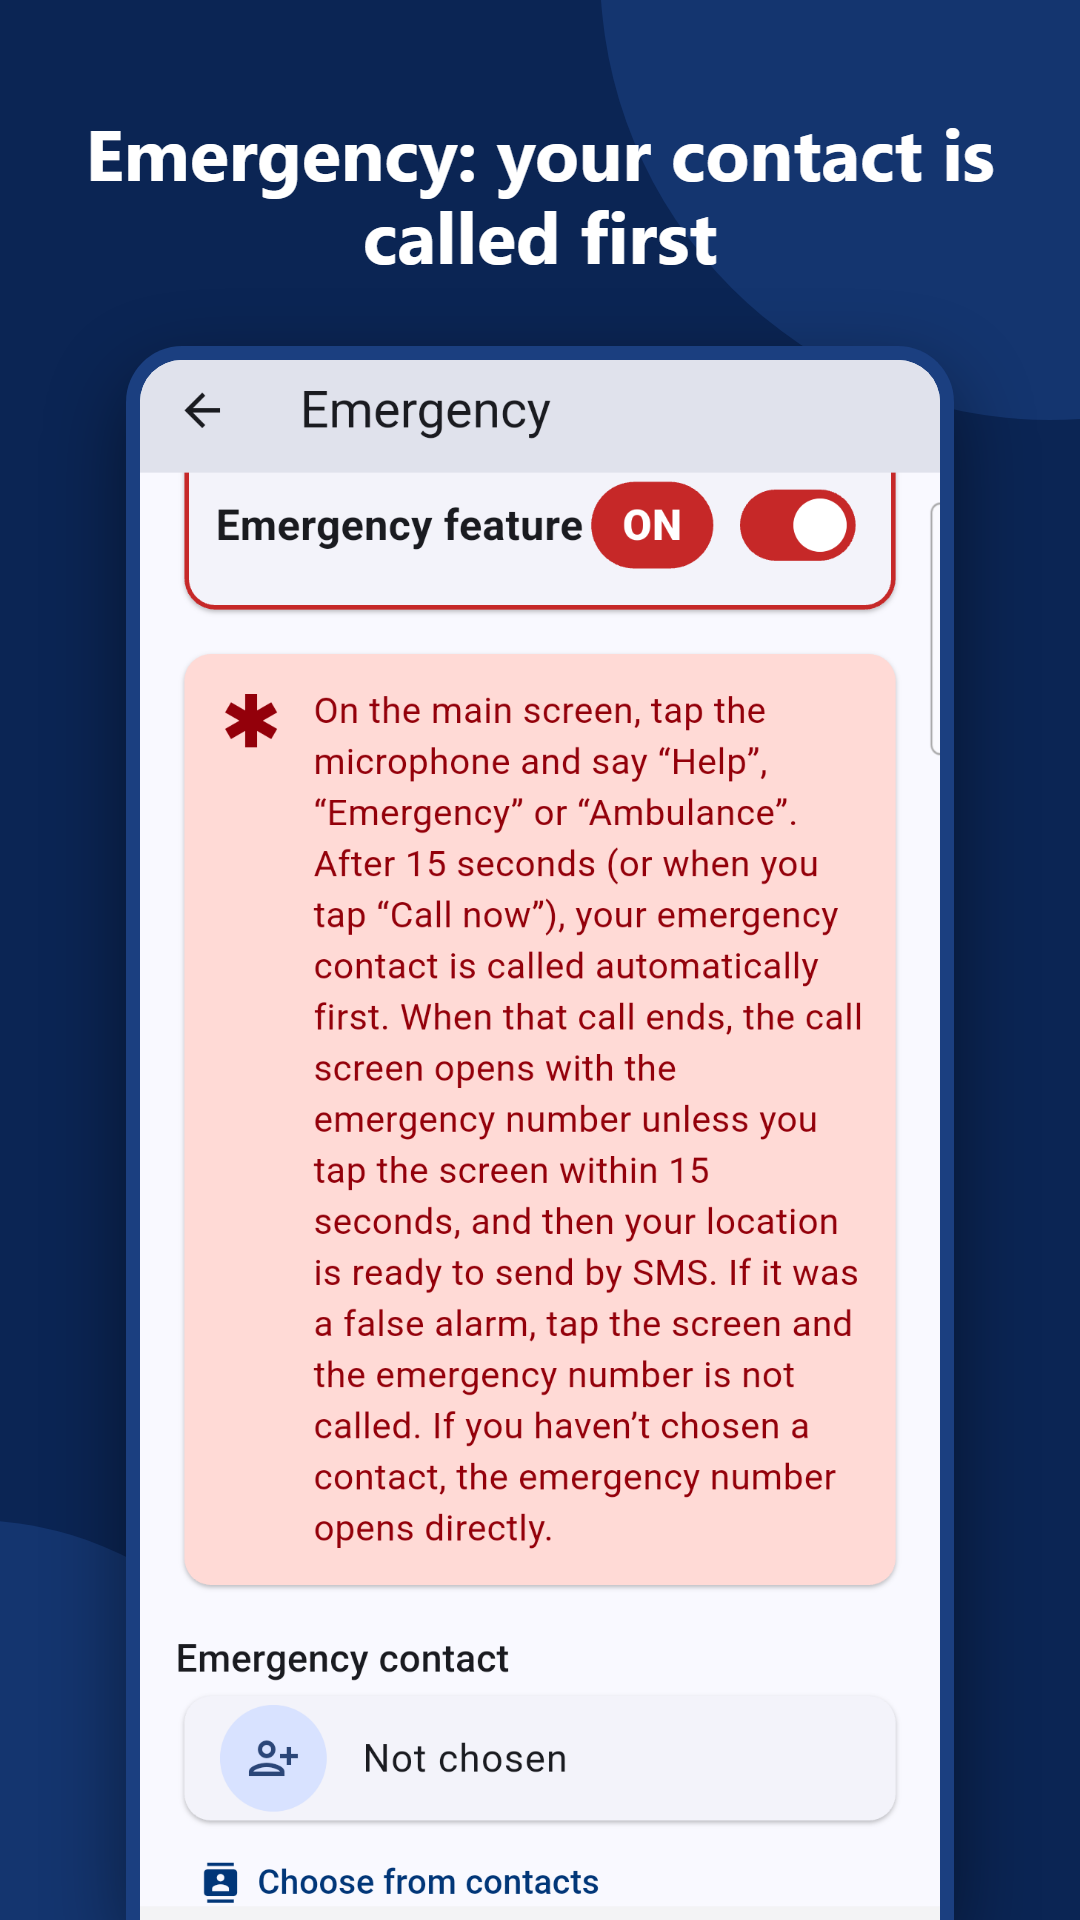 Emergency: your contact is
called first
Emergency
Emergency feature ON
On the main screen, tap the
microphone and say “Help”,
“Emergency” or “Ambulance”.
After 15 seconds (or when you
tap “Call now”), your emergency
contact is called automatically
first. When that call ends, the call
screen opens with the
emergency number unless you
tap the screen within 15
seconds, and then your location
is ready to send by SMS. If it was
a false alarm, tap the screen and
the emergency number is not
called. If you haven’t chosen a
contact, the emergency number
opens directly.
Emergency contact
Not chosen
Choose from contacts